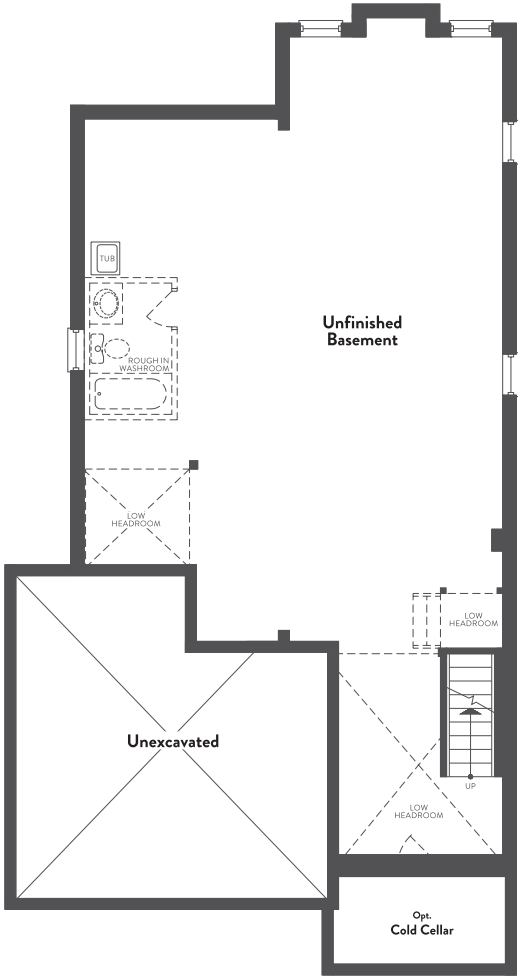 TUB
Unfinished
Basement
ROUGH IN
WASHROOM
LOW
HEADROOM
LOW
HEADROOM
Unexcavated
UP
LOW
HEADROOM
Opt.
Cold Cellar